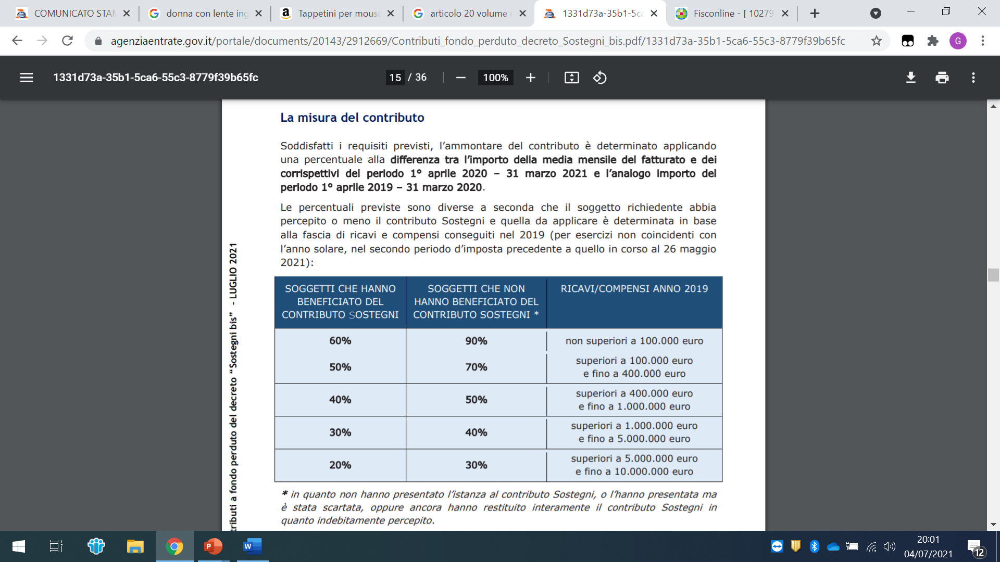 COMUNICATO STAN
donna con lente ing
Tappetini per mouse
articolo 20 volume
1331d73a-35b1-5ca
Fisconline - [ 10279
agenziaentrate.gov.it/portale/documents/20143/2912669/Contributi_fondo_perduto_decreto_Sostegni_bis.pdf/1331d73a-35b1-5ca6-55c3-8779f39b65fc
G
1331d73a-35b1-5ca6-55c3-8779f39b65fc
15 / 36
100%
La misura del contributo
Soddisfatti i requisiti previsti, l’ammontare del contributo è determinato applicando
una percentuale alla differenza tra l’importo della media mensile del fatturato e dei
corrispettivi del periodo 1° aprile 2020 – 31 marzo 2021 e l’analogo importo del
periodo 1° aprile 2019 – 31 marzo 2020.
Le percentuali previste sono diverse a seconda che il soggetto richiedente abbia
percepito o meno il contributo Sostegni e quella da applicare è determinata in base
alla fascia di ricavi e compensi conseguiti nel 2019 (per esercizi non coincidenti con
l’anno solare, nel secondo periodo d’imposta precedente a quello in corso al 26 maggio
2021):
SOGGETTI CHE HANNO
BENEFICIATO DEL
CONTRIBUTO SOSTEGNI
SOGGETTI CHE NON
HANNO BENEFICIATO DEL
CONTRIBUTO SOSTEGNI *
RICAVI/COMPENSI ANNO 2019
60%
90%
non superiori a 100.000 euro
50%
70%
superiori a 100.000 euro
e fino a 400.000 euro
40%
50%
superiori a 400.000 euro
e fino a 1.000.000 euro
30%
40%
superiori a 1.000.000 euro
e fino a 5.000.000 euro
20%
30%
superiori a 5.000.000 euro
e fino a 10.000.000 euro
* in quanto non hanno presentato l’istanza al contributo Sostegni, o l’hanno presentata ma
è stata scartata, oppure ancora hanno restituito interamente il contributo Sostegni in
quanto indebitamente percepito.
tributi a fondo perduto del decreto “Sostegni bis” - LUGLIO 2021
20:01
04/07/2021
12